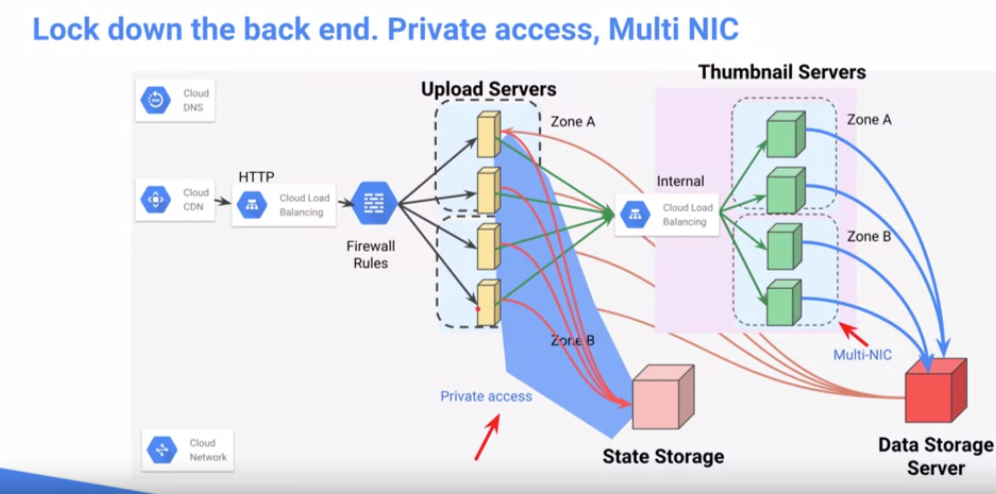 Lock down the back end. Private access, Multi NIC
Thumbnail Servers
Upload Servers
Cloud
DNS
Zone A
Zone A
HTTP
Internal
Cloud
CDN
Cloud Load
Balancing
Cloud Load
Balancing
Firewall
Rules
Zone B
Zone B
Multi-NIC
Private access
Cloud
Network
State Storage
Data Storage
Server